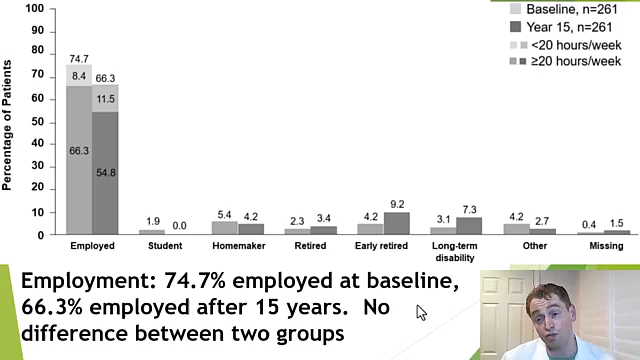 100
90
80
70
60
50
40
30
20
10
0
Percentage of Patients
Baseline, n=261
Year 15, n=261
<20 hours/week
≥20 hours/week
74.7
8.4
66.3
66.3
11.5
54.8
1.9
0.0
5.4
4.2
2.3
3.4
4.2
9.2
3.1
7.3
4.2
2.7
0.4
1.5
Employed
Student
Homemaker
Retired
Early retired
Long-term
disability
Other
Missing
Employment: 74.7% employed at baseline,
66.3% employed after 15 years.  No
difference between two groups